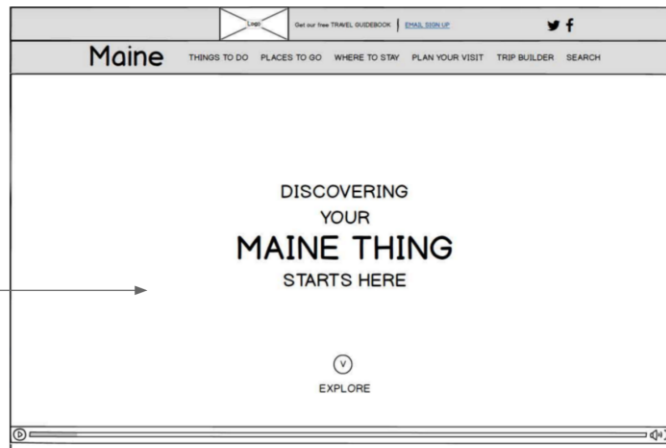 Logo Get our free TRAVEL GUIDEBOOK | EMAIL SIGN UP
Maine THINGS TO DO PLACES TO GO WHERE TO STAY PLAN YOUR VISIT TRIP BUILDER SEARCH
DISCOVERING
YOUR
MAINE THING
STARTS HERE
V
EXPLORE